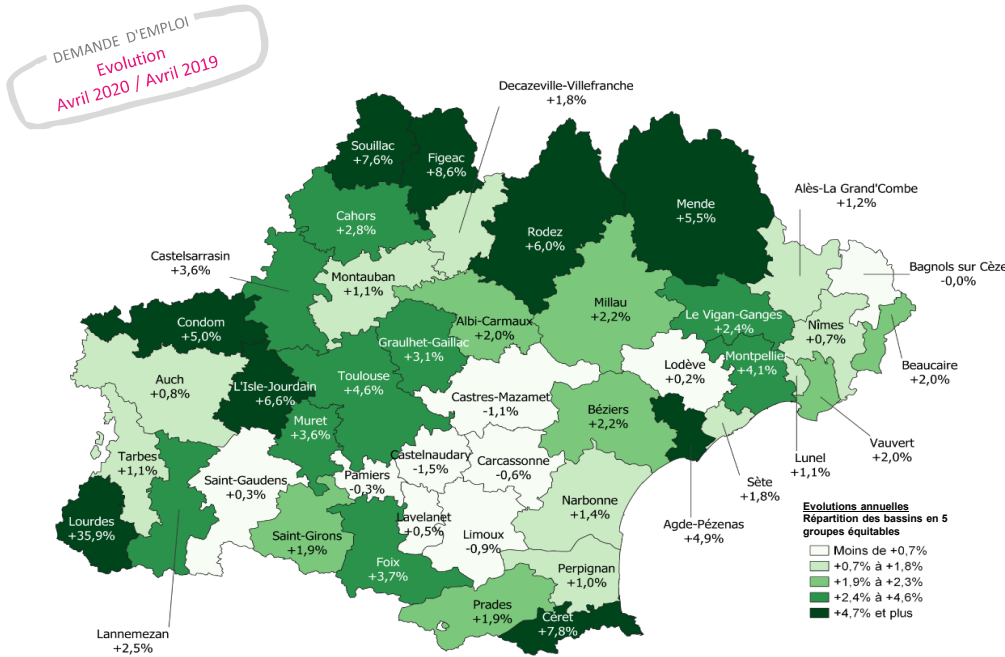 DEMANDE D'EMPLOI
Evolution
Avril 2020 / Avril 2019
Decazeville-Villefranche
+1,8%
Souillac
+7,6%
Figeac
+8,6%
Mende
+5,5%
Alès-La Grand'Combe
+1,2%
Cahors
+2,8%
Rodez
+6,0%
Castelsarrasin
+3,6%
Montauban
+1,1%
Bagnols sur Cèze
-0,0%
Millau
+2,2%
Le Vigan-Ganges
+2,4%
Nîmes
+0,7%
Condom
+5,0%
Albi-Carmaux
+2,0%
Graulhet-Gaillac
+3,1%
Beaucaire
+2,0%
Montpellie
+4,1%
Lodève
+0,2%
Auch
+0,8%
L'Isle-Jourdain
+6,6%
Toulouse
+4,6%
Castres-Mazamet
-1,1%
Béziers
+2,2%
Muret
+3,6%
Vauvert
+2,0%
Lunel
+1,1%
Tarbes
+1,1%
Saint-Gaudens
+0,3%
Pamiers
-0,3%
Castelnaudary
-1,5%
Carcassonne
-0,6%
Sète
+1,8%
Narbonne
+1,4%
Agde-Pézenas
+4,9%
Lourdes
+35,9%
Lavelanet
+0,5%
Limoux
-0,9%
Saint-Girons
+1,9%
Foix
+3,7%
Perpignan
+1,0%
Prades
+1,9%
Céret
+7,8%
Lannemezan
+2,5%
Evolutions annuelles
Répartition des bassins en 5
groupes équitables
Moins de +0,7%
+0,7% à +1,8%
+1,9% à +2,3%
+2,4% à +4,6%
+4,7% et plus